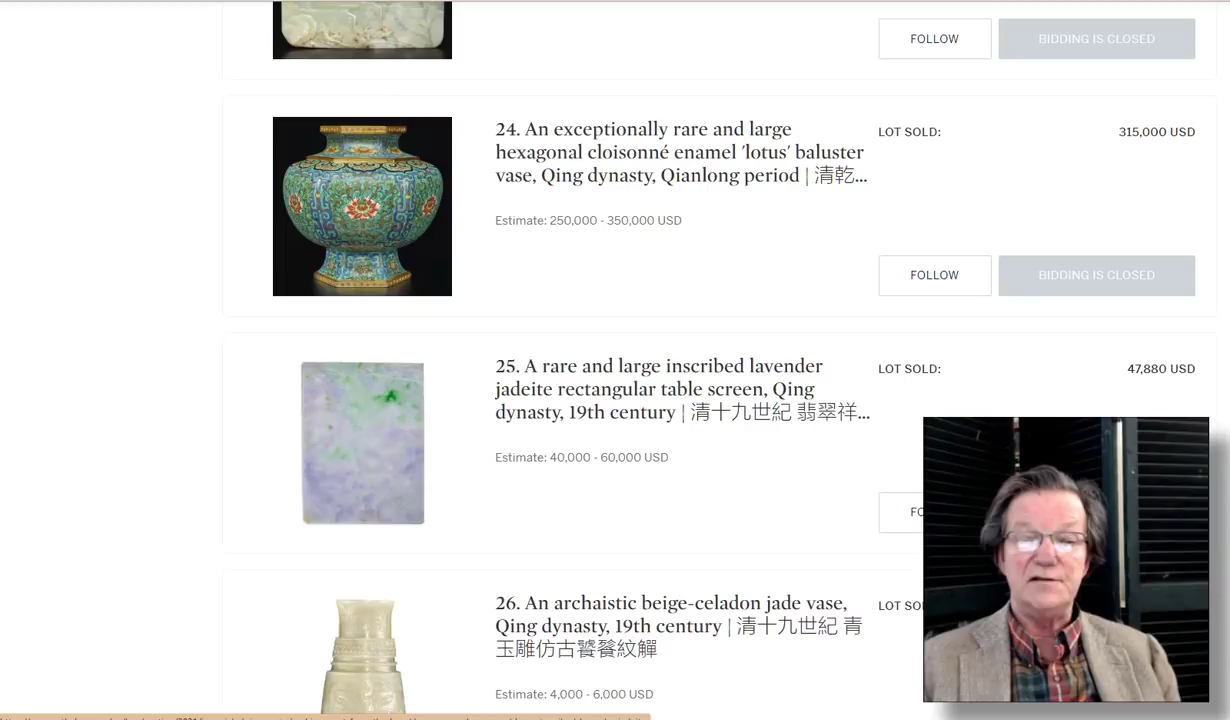 FOLLOW
BIDDING IS CLOSED
24. An exceptionally rare and large
hexagonal cloisonné enamel 'lotus' baluster
vase, Qing dynasty, Qianlong period | 清乾...
LOT SOLD:
315,000 USD
Estimate: 250,000 - 350,000 USD
FOLLOW
BIDDING IS CLOSED
25. A rare and large inscribed lavender
jadeite rectangular table screen, Qing
dynasty, 19th century | 清十九世紀 翡翠祥...
LOT SOLD:
47,880 USD
Estimate: 40,000 - 60,000 USD
FO
26. An archaistic beige-celadon jade vase,
Qing dynasty, 19th century | 清十九世紀 青
玉雕仿古饕餮紋觶
LOT SO
Estimate: 4,000 - 6,000 USD